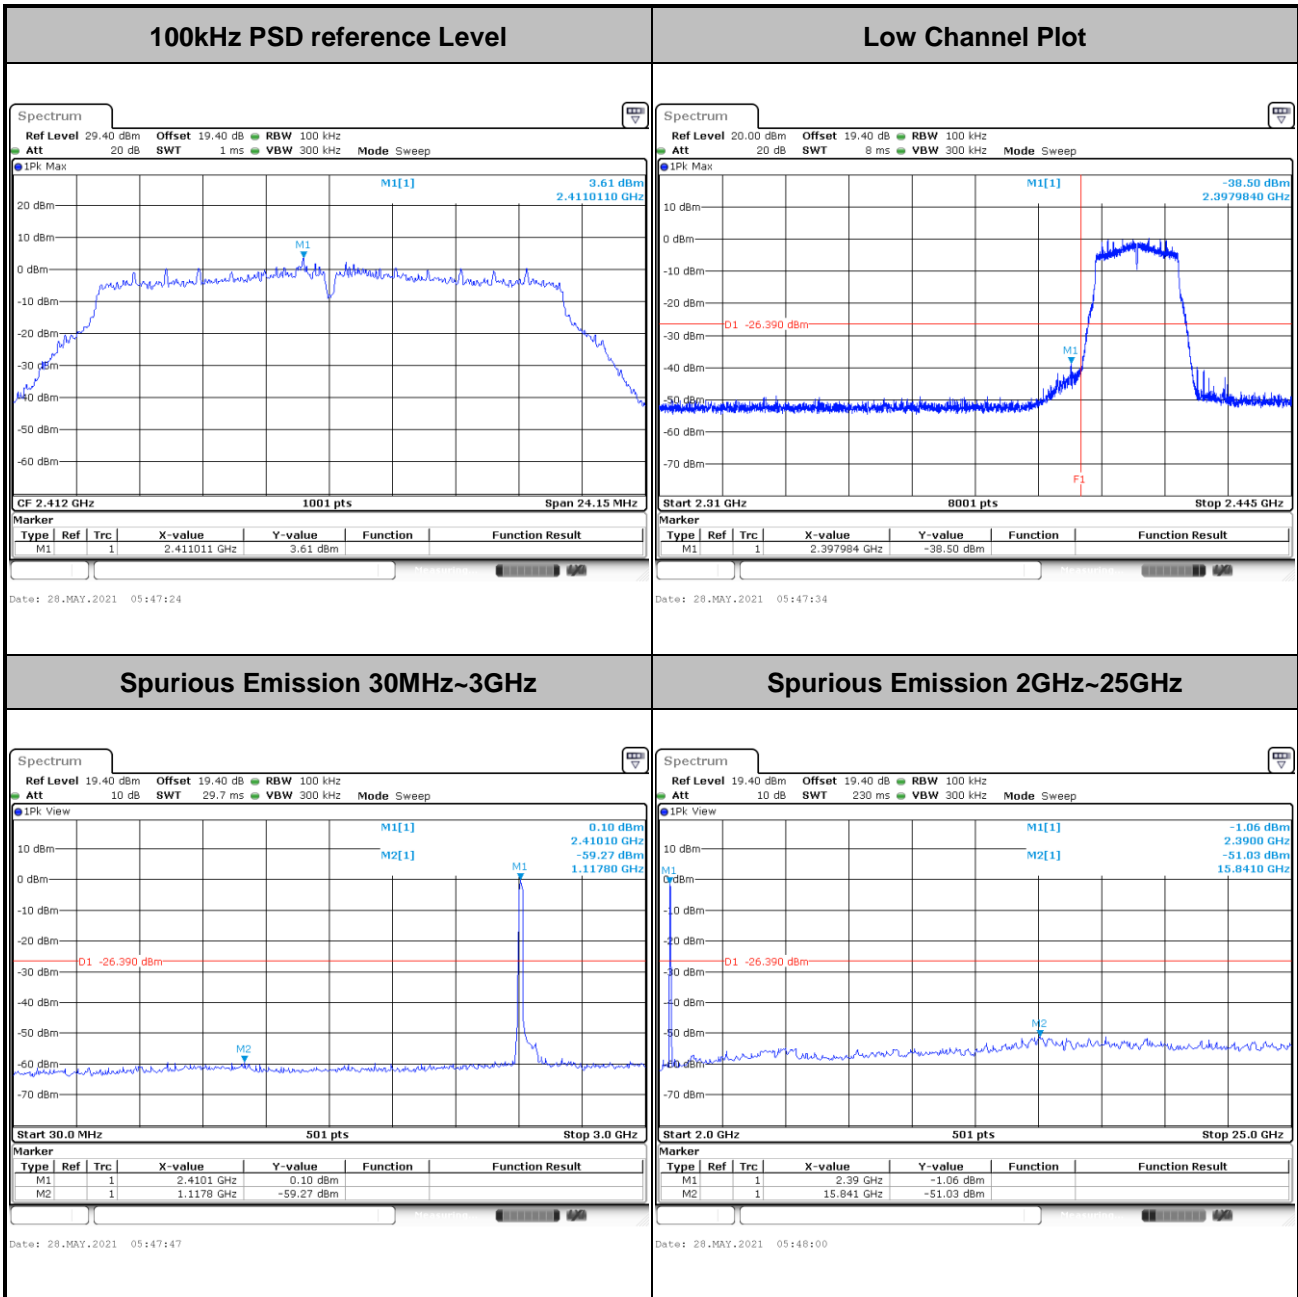 100kHz PSD reference Level
Spectrum
Ref Level 29.40 dBm Offset 19.40 dB RBW 100 kHz
Att 20 dB SWT 1 ms VBW 300 kHz Mode Sweep
1Pk Max
M1[1] 3.61 dBm
2.4110110 GHz
20 dBm
10 dBm
M1
0 dBm
-10 dBm
-20 dBm
-30 dBm
-40 dBm
-50 dBm
-60 dBm
CF 2.412 GHz 1001 pts Span 24.15 MHz
Marker
Type Ref Trc X-value Y-value Function Function Result
M1 1 2.411011 GHz 3.61 dBm
Measuring
Date: 28.MAY.2021 05:47:24
Low Channel Plot
Spectrum
Ref Level 20.00 dBm Offset 19.40 dB RBW 100 kHz
Att 20 dB SWT 8 ms VBW 300 kHz Mode Sweep
1Pk Max
M1[1] -38.50 dBm
2.3979840 GHz
10 dBm
0 dBm
-10 dBm
-20 dBm
D1 -26.390 dBm
-30 dBm
M1
-40 dBm
-50 dBm
-60 dBm
-70 dBm
F1
Start 2.31 GHz 8001 pts Stop 2.445 GHz
Marker
Type Ref Trc X-value Y-value Function Function Result
M1 1 2.397984 GHz -38.50 dBm
Measuring
Date: 28.MAY.2021 05:47:34
Spurious Emission 30MHz~3GHz
Spectrum
Ref Level 19.40 dBm Offset 19.40 dB RBW 100 kHz
Att 10 dB SWT 29.7 ms VBW 300 kHz Mode Sweep
1Pk View
M1[1] 0.10 dBm
2.41010 GHz
M2[1] -59.27 dBm
1.11780 GHz
10 dBm
M1
0 dBm
-10 dBm
-20 dBm
D1 -26.390 dBm
-30 dBm
-40 dBm
-50 dBm
M2
-60 dBm
-70 dBm
Start 30.0 MHz 501 pts Stop 3.0 GHz
Marker
Type Ref Trc X-value Y-value Function Function Result
M1 1 2.4101 GHz 0.10 dBm
M2 1 1.1178 GHz -59.27 dBm
Measuring
Date: 28.MAY.2021 05:47:47
Spurious Emission 2GHz~25GHz
Spectrum
Ref Level 19.40 dBm Offset 19.40 dB RBW 100 kHz
Att 10 dB SWT 230 ms VBW 300 kHz Mode Sweep
1Pk View
M1[1] -1.06 dBm
2.3900 GHz
M2[1] -51.03 dBm
15.8410 GHz
10 dBm
M1
0 dBm
-10 dBm
-20 dBm
D1 -26.390 dBm
-30 dBm
-40 dBm
-50 dBm
M2
-60 dBm
-70 dBm
Start 2.0 GHz 501 pts Stop 25.0 GHz
Marker
Type Ref Trc X-value Y-value Function Function Result
M1 1 2.39 GHz -1.06 dBm
M2 1 15.841 GHz -51.03 dBm
Measuring
Date: 28.MAY.2021 05:48:00